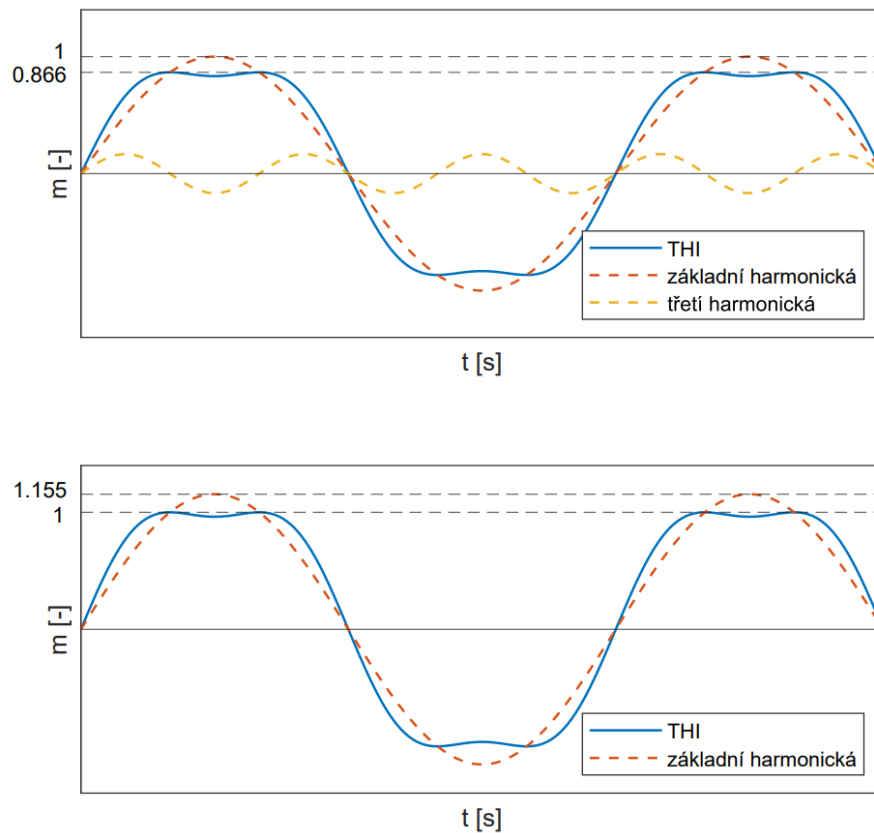 1
0.866
m [-]
THI
základní harmonická
třetí harmonická
t [s]
1.155
1
m [-]
THI
základní harmonická
t [s]